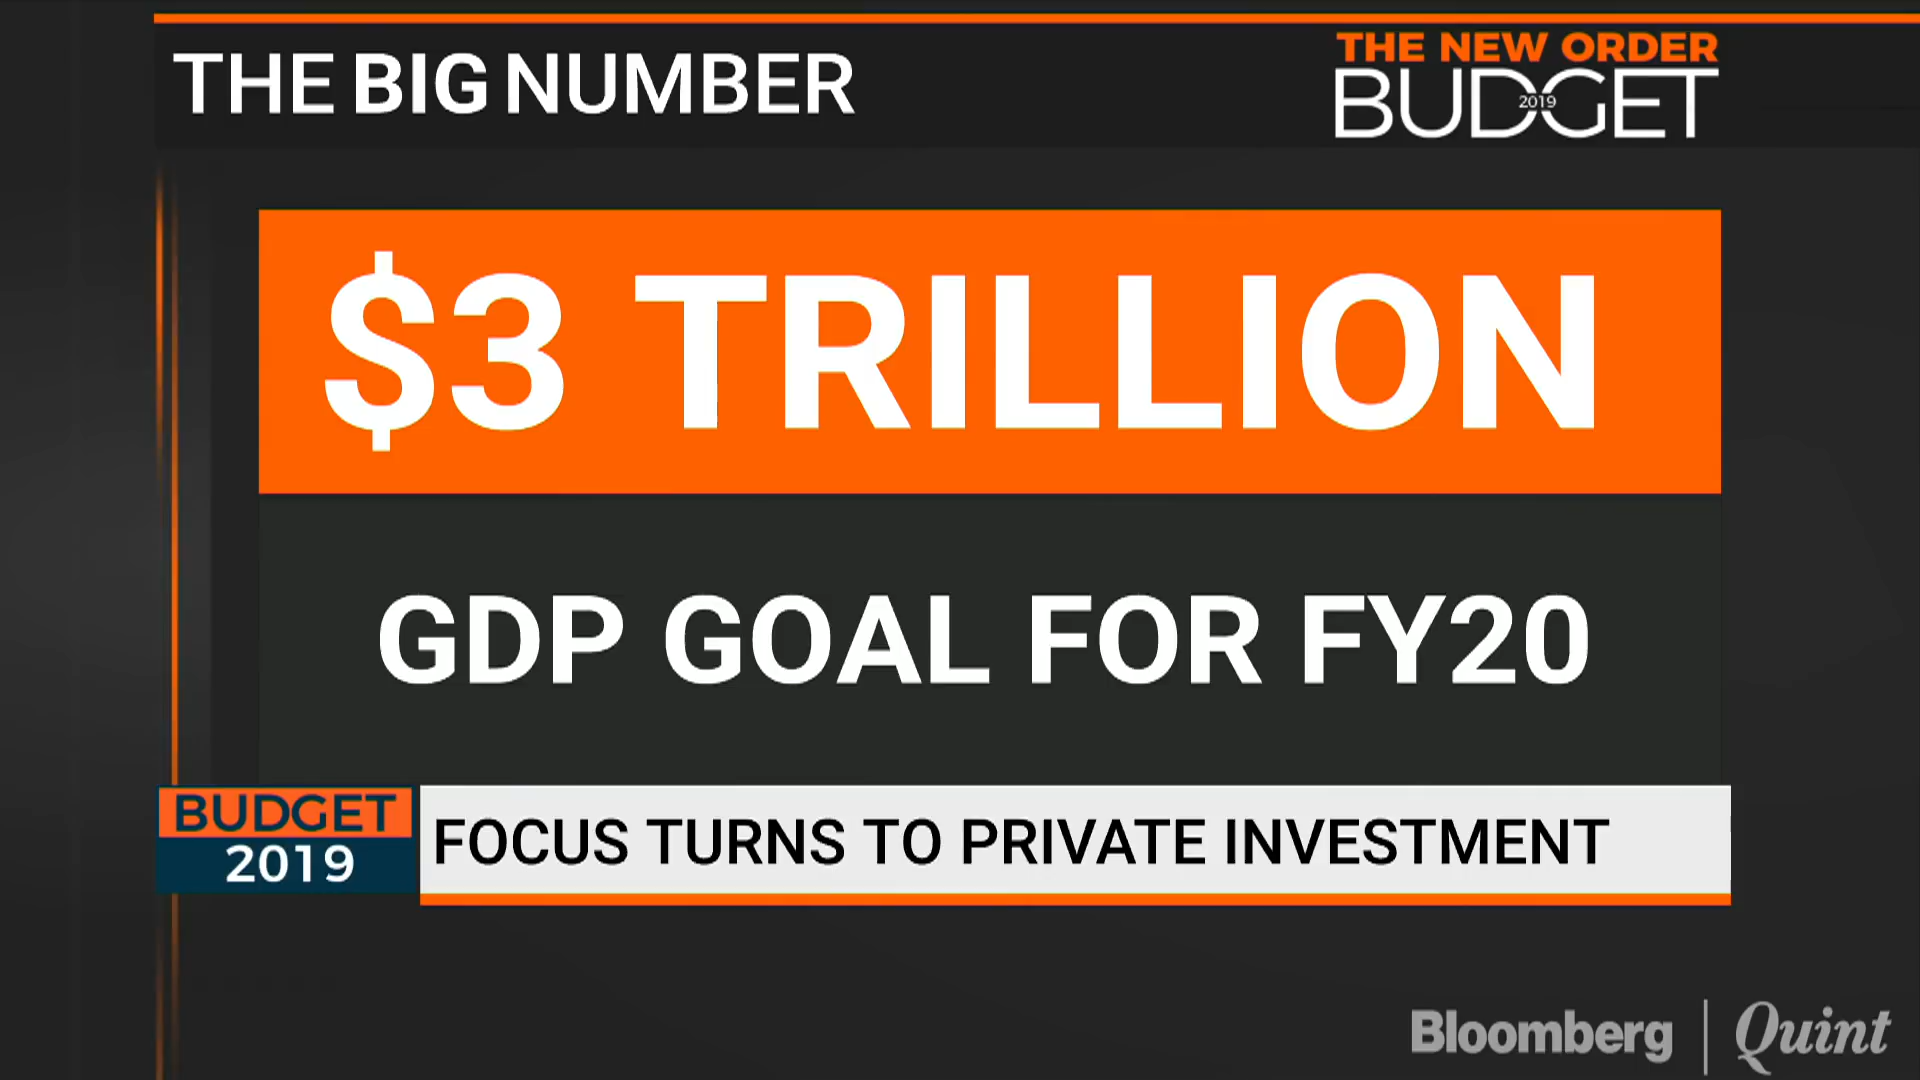 THE BIG NUMBER
THE NEW ORDER
BUDGET
2019
$3 TRILLION
GDP GOAL FOR FY20
BUDGET
2019
FOCUS TURNS TO PRIVATE INVESTMENT
Bloomberg | Quint